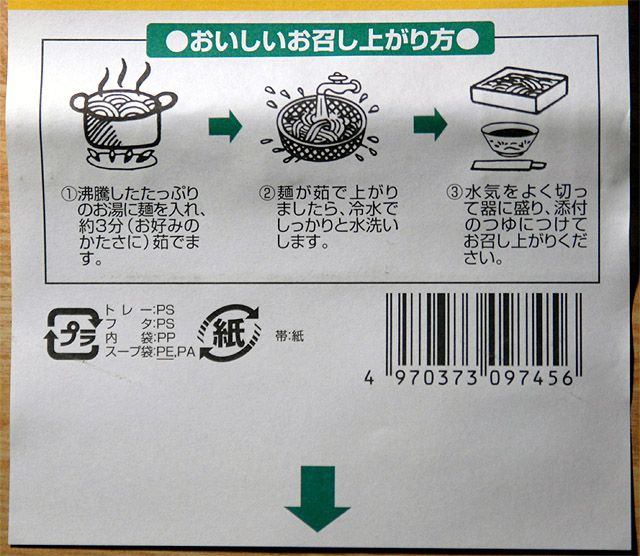 ●おいしいお召し上がり方●
①沸騰したたっぷり
のお湯に麺を入れ、
約3分(お好みの
かたさに)茹でま
す。
②麺が茹で上がり
ましたら、冷水で
しっかりと水洗い
します。
③水気をよく切っ
て器に盛り、添付
のつゆにつけて
お召し上がりくだ
さい。
プラ
トレー:PS
フタ:PS
内袋:PP
スープ袋:PE,PA
紙
帯:紙
4 970373 097456